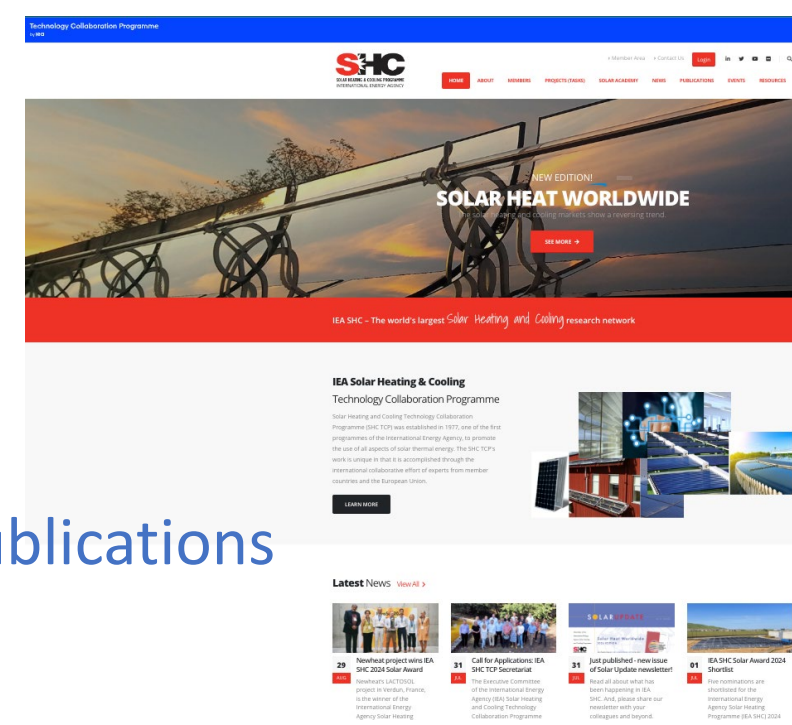 Technology Collaboration Programme
by IEA
SHC
SOLAR HEATING & COOLING PROGRAMME
INTERNATIONAL ENERGY AGENCY
Member Area Contact Us Login
HOME ABOUT MEMBERS PROJECTS (TASKS) SOLAR ACADEMY NEWS PUBLICATIONS EVENTS RESOURCES
NEW EDITION!
SOLAR HEAT WORLDWIDE
The solar heating and cooling markets show a reversing trend.
SEE MORE →
IEA SHC – The world's largest Solar Heating and Cooling research network
IEA Solar Heating & Cooling
Technology Collaboration Programme
Solar Heating and Cooling Technology Collaboration
Programme (SHC TCP) was established in 1977, one of the first
programmes of the International Energy Agency, to promote
the use of all aspects of solar thermal energy. The SHC TCP's
work is unique in that it is accomplished through the
international collaborative effort of experts from member
countries and the European Union.
LEARN MORE
ublications
Latest News View All >
29
AUG
Newheat project wins IEA
SHC 2024 Solar Award
Newheat's LACTOSOL
project in Verdun, France,
is the winner of the
International Energy
Agency Solar Heating
31
JUL
Call for Applications: IEA
SHC TCP Secretariat
The Executive Committee
of the International Energy
Agency (IEA) Solar Heating
and Cooling Technology
Collaboration Programme
SOLARUPDATE
Solar Heat Worldwide
SHC
31
JUL
Just published - new issue
of Solar Update newsletter!
Read all about what has
been happening in IEA
SHC. And, please share our
newsletter with your
colleagues and beyond.
01
JUL
IEA SHC Solar Award 2024
Shortlist
Five nominations are
shortlisted for the
International Energy
Agency Solar Heating
Programme (IEA SHC) 2024